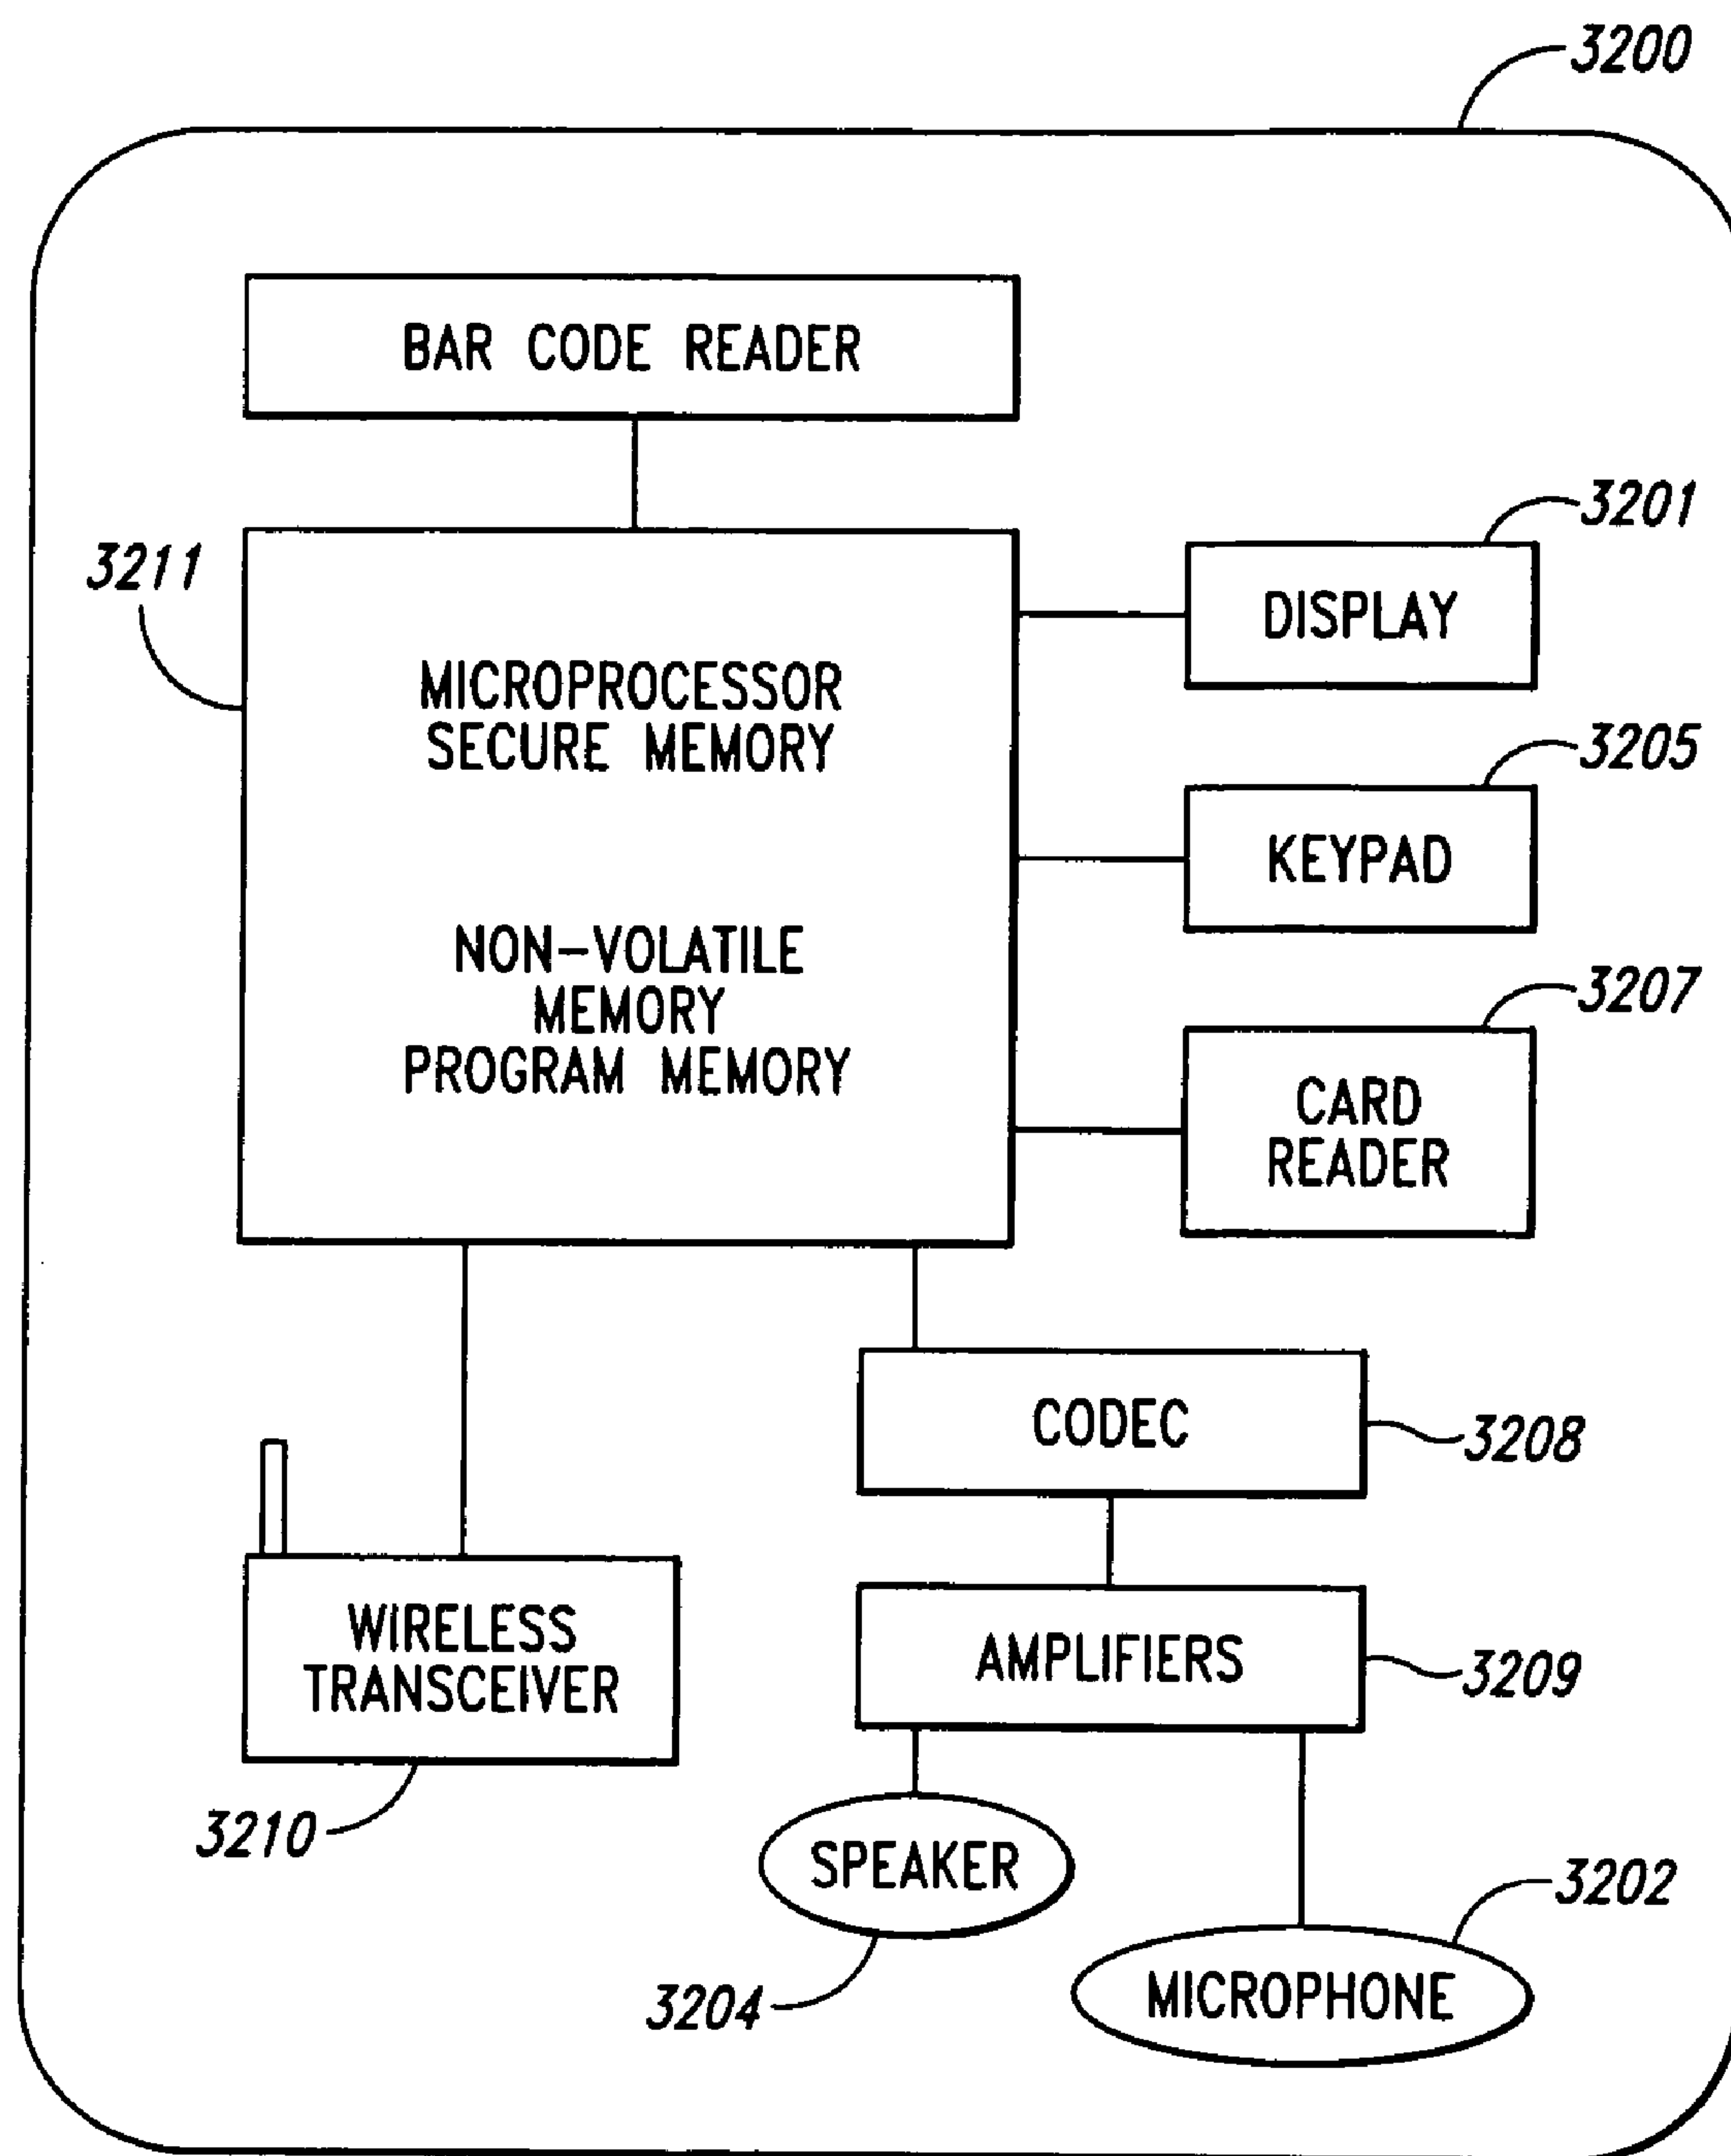 3200
BAR CODE READER
3201
3211
DISPLAY
MICROPROCESSOR
SECURE MEMORY
3205
KEYPAD
NON-VOLATILE
MEMORY
PROGRAM MEMORY
3207
CARD
READER
CODEC
3208
WIRELESS
TRANSCEIVER
AMPLIFIERS
3209
3210
SPEAKER
3202
3204
MICROPHONE